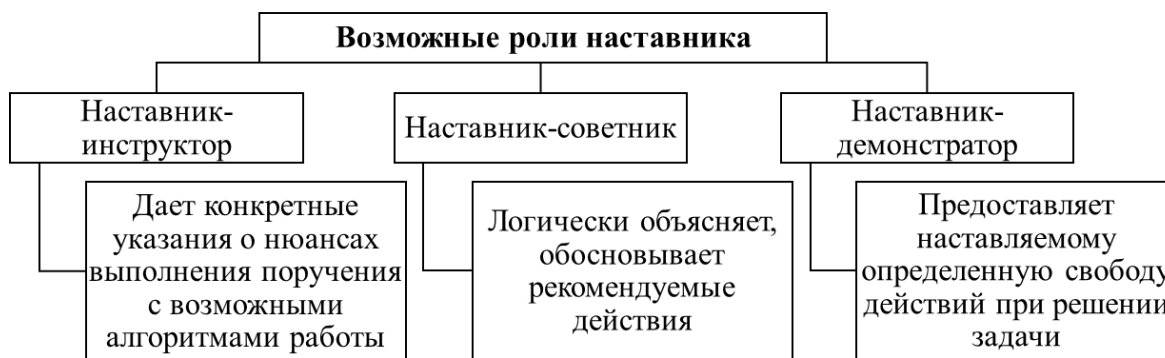 Возможные роли наставника
Наставник-
инструктор
Дает конкретные
указания о нюансах
выполнения поручения
с возможными
алгоритмами работы
Наставник-советник
Логически объясняет,
обосновывает
рекомендуемые
действия
Наставник-
демонстратор
Предоставляет
наставляемому
определенную свободу
действий при решении
задачи